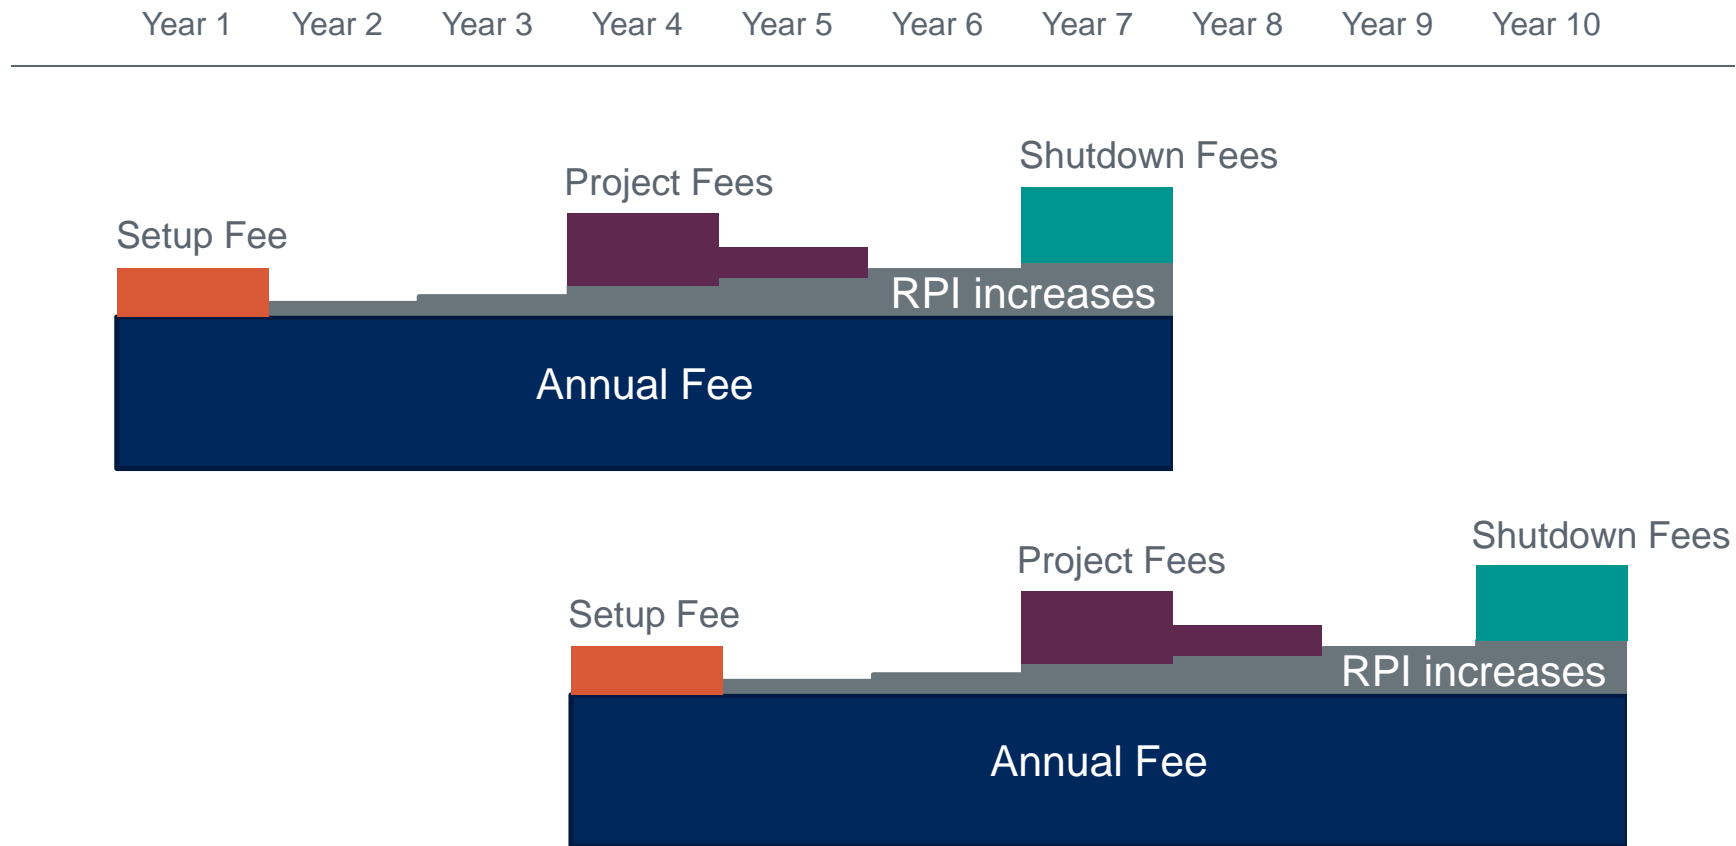 Year 1 Year 2 Year 3 Year 4 Year 5 Year 6 Year 7 Year 8 Year 9 Year 10
Shutdown Fees
Project Fees
Setup Fee
RPI increases
Annual Fee
Shutdown Fees
Project Fees
Setup Fee
RPI increases
Annual Fee